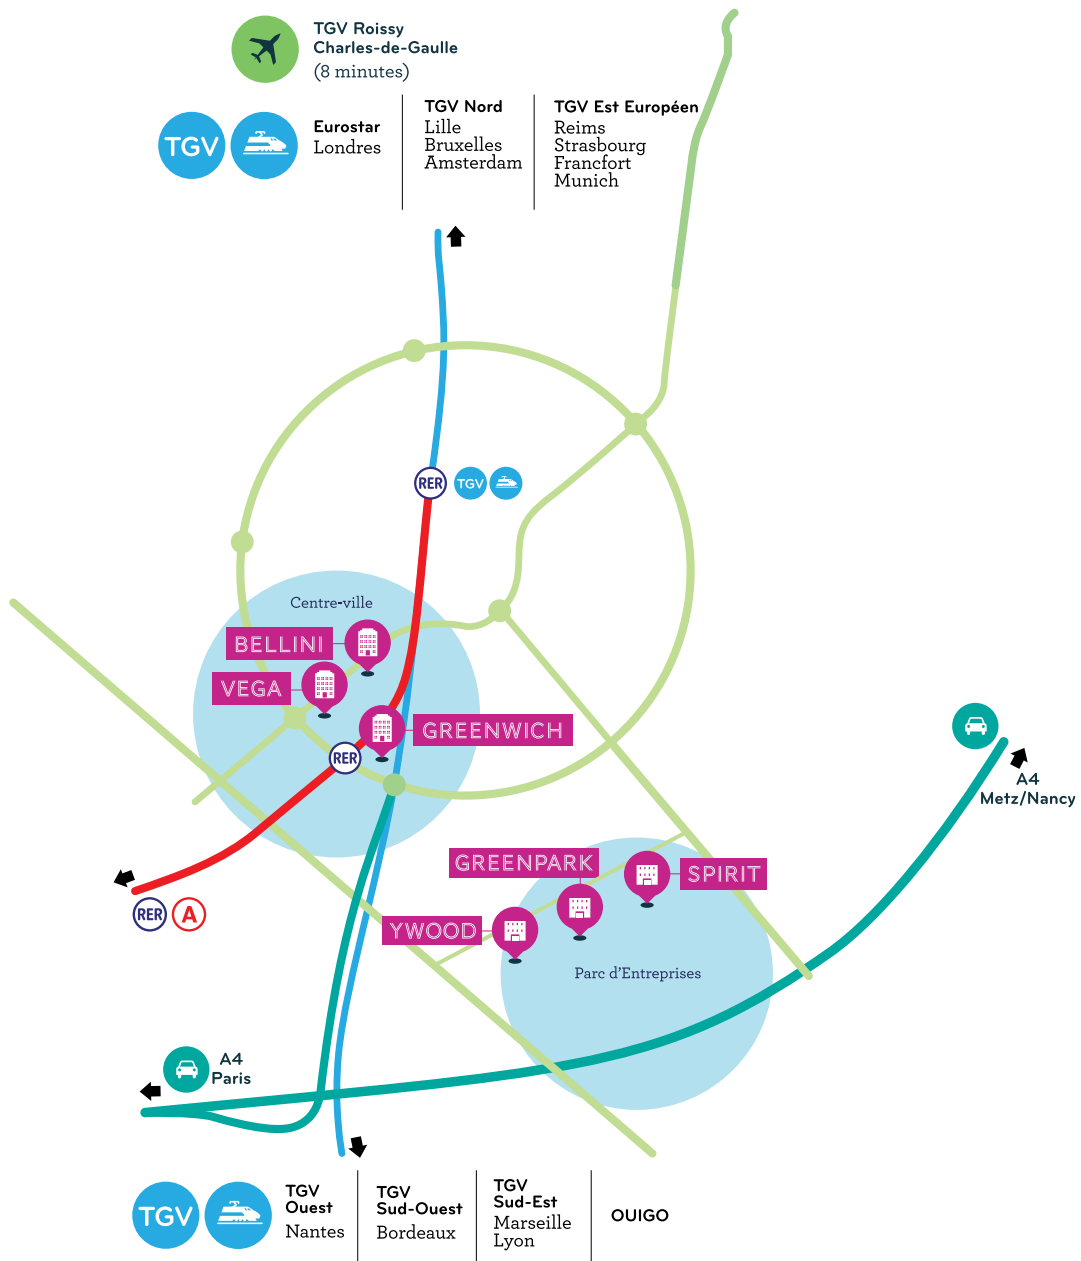 TGV Roissy
Charles-de-Gaulle
(8 minutes)
TGV
Eurostar
Londres
TGV Nord
Lille
Bruxelles
Amsterdam
TGV Est Européen
Reims
Strasbourg
Francfort
Munich
RER
TGV
Centre-ville
BELLINI
VEGA
GREENWICH
RER
A4
Metz/Nancy
GREENPARK
SPIRIT
RER
A
YWOOD
Parc d'Entreprises
A4
Paris
TGV
TGV
Ouest
Nantes
TGV
Sud-Ouest
Bordeaux
TGV
Sud-Est
Marseille
Lyon
OUIGO